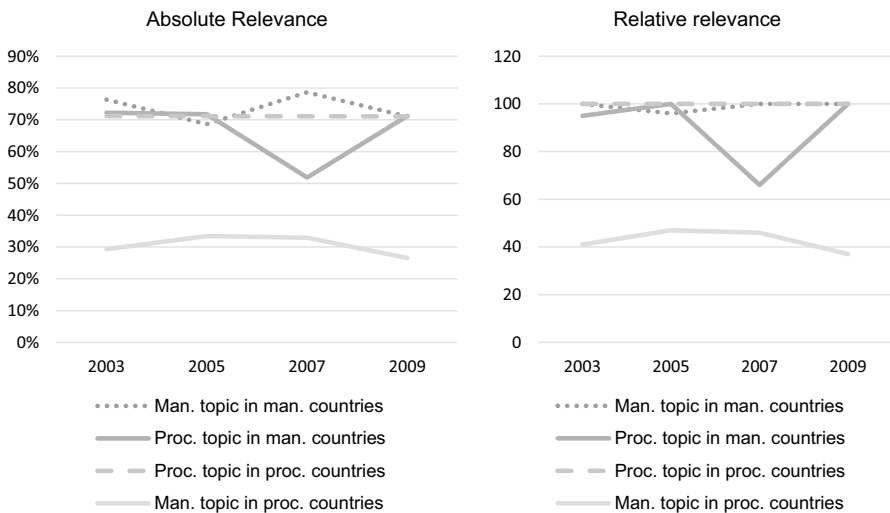 Absolute Relevance
90%
80%
70%
60%
50%
40%
30%
20%
10%
0%
2003 2005 2007 2009
Man. topic in man. countries
Proc. topic in man. countries
Proc. topic in proc. countries
Man. topic in proc. countries
Relative relevance
120
100
80
60
40
20
0
2003 2005 2007 2009
Man. topic in man. countries
Proc. topic in man. countries
Proc. topic in proc. countries
Man. topic in proc. countries